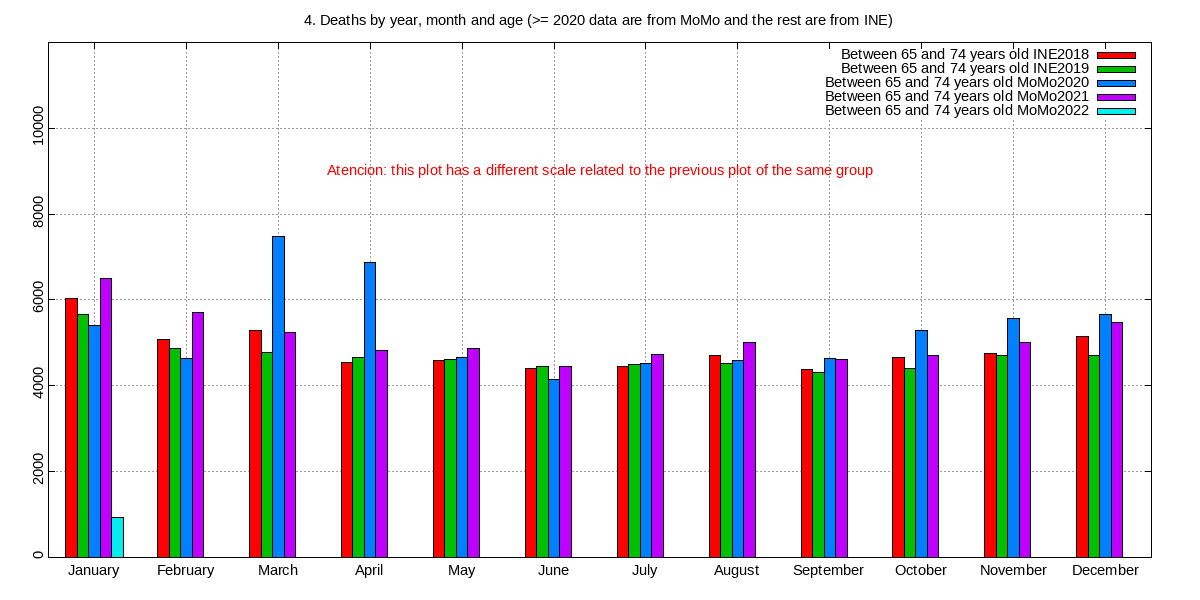 4. Deaths by year, month and age (>= 2020 data are from MoMo and the rest are from INE)
Between 65 and 74 years old INE2018
Between 65 and 74 years old INE2019
Between 65 and 74 years old MoMo2020
Between 65 and 74 years old MoMo2021
Between 65 and 74 years old MoMo2022
Atencion: this plot has a different scale related to the previous plot of the same group
10000
8000
6000
4000
2000
0
January February March April May June July August September October November December